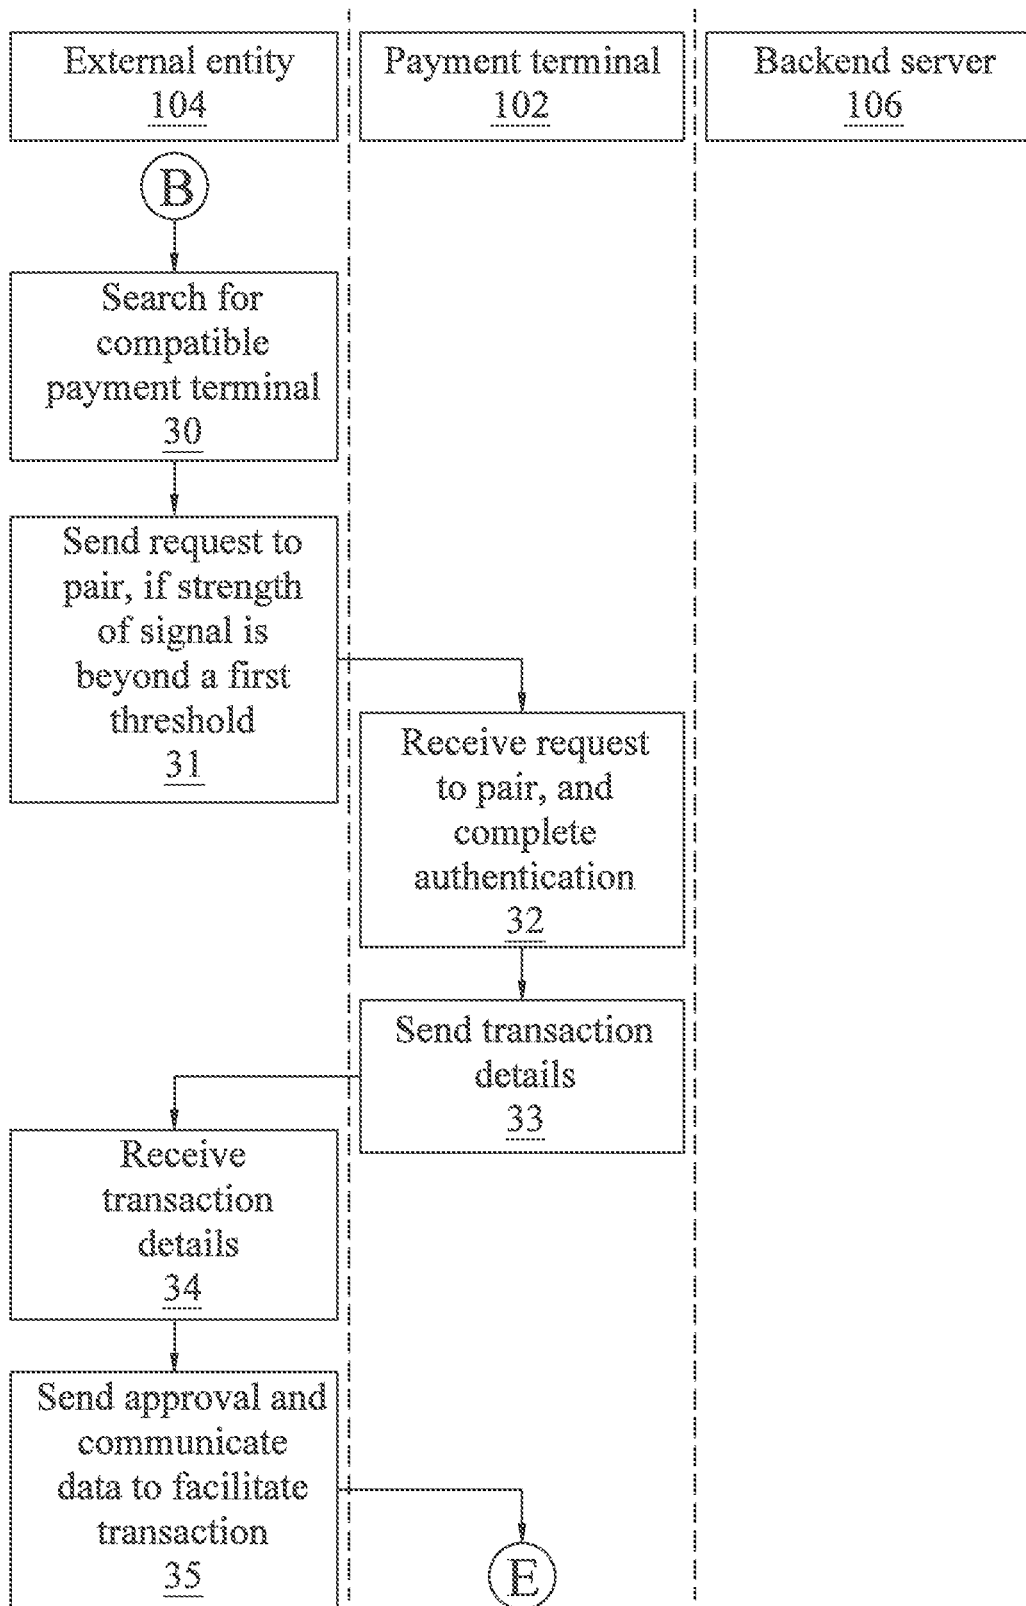 External entity
104
Payment terminal
102
Backend server
106
B
Search for
compatible
payment terminal
30
Send request to
pair, if strength
of signal is
beyond a first
threshold
31
Receive request
to pair, and
complete
authentication
32
Send transaction
details
33
Receive
transaction
details
34
Send approval and
communicate
data to facilitate
transaction
35
E